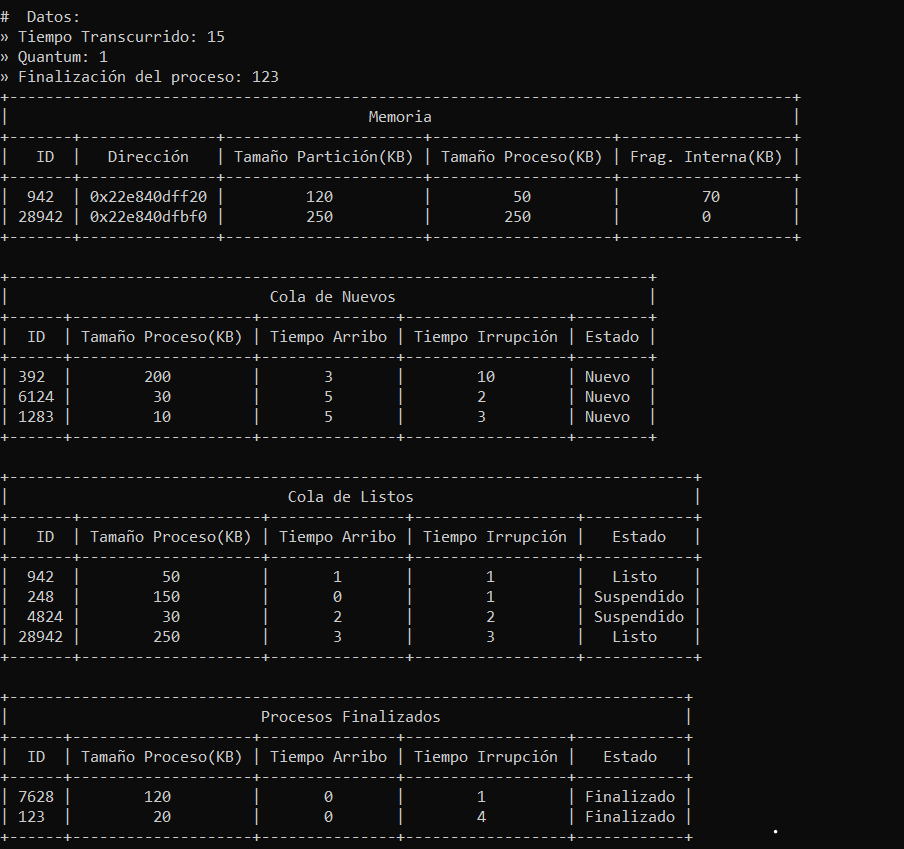 #  Datos:
» Tiempo Transcurrido: 15
» Quantum: 1
» Finalización del proceso: 123
Memoria
ID | Dirección | Tamaño Partición(KB) | Tamaño Proceso(KB) | Frag. Interna(KB)
942 | 0x22e840dff20 | 120 | 50 | 70
28942 | 0x22e840dfbf0 | 250 | 250 | 0
Cola de Nuevos
ID | Tamaño Proceso(KB) | Tiempo Arribo | Tiempo Irrupción | Estado
392 | 200 | 3 | 10 | Nuevo
6124 | 30 | 5 | 2 | Nuevo
1283 | 10 | 5 | 3 | Nuevo
Cola de Listos
ID | Tamaño Proceso(KB) | Tiempo Arribo | Tiempo Irrupción | Estado
942 | 50 | 1 | 1 | Listo
248 | 150 | 0 | 1 | Suspendido
4824 | 30 | 2 | 2 | Suspendido
28942 | 250 | 3 | 3 | Listo
Procesos Finalizados
ID | Tamaño Proceso(KB) | Tiempo Arribo | Tiempo Irrupción | Estado
7628 | 120 | 0 | 1 | Finalizado
123 | 20 | 0 | 4 | Finalizado